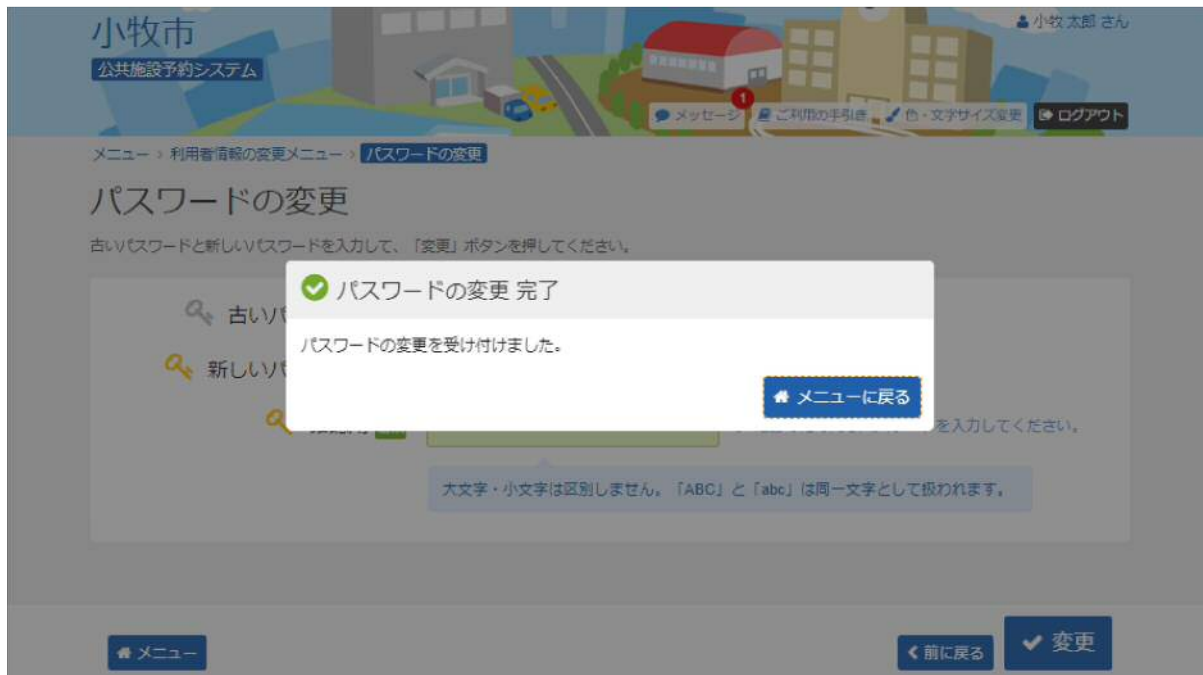 小牧市
公共施設予約システム
小牧 太郎 さん
1
メッセージ
ご利用の手引き
色・文字サイズ変更
ログアウト
メニュー › 利用者情報の変更メニュー › パスワードの変更
パスワードの変更
古いパスワードと新しいパスワードを入力して、「変更」ボタンを押してください。
パスワードの変更 完了
古いパ
パスワードの変更を受け付けました。
新しいパ
メニューに戻る
を入力してください。
大文字・小文字は区別しません。「ABC」と「abc」は同一文字として扱われます。
メニュー
前に戻る
変更